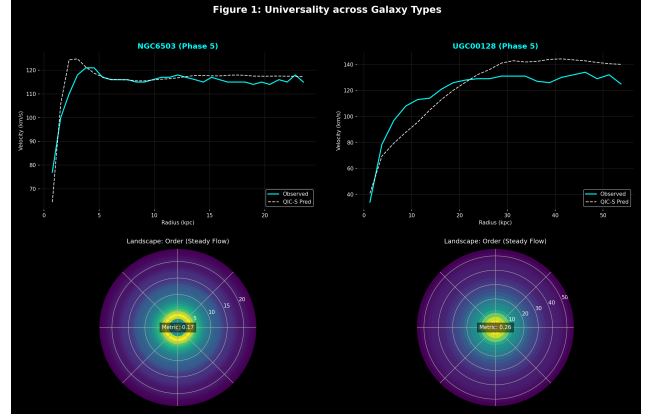 Figure 1: Universality across Galaxy Types
NGC6503 (Phase 5)
UGC00128 (Phase 5)
Velocity (km/s)
120
110
100
90
80
70
0
5
10
15
20
Radius (kpc)
Observed
QIC-S Pred
Velocity (km/s)
140
120
100
80
60
40
0
10
20
30
40
50
Radius (kpc)
Observed
QIC-S Pred
Landscape: Order (Steady Flow)
Landscape: Order (Steady Flow)
5
10
15
20
Metric: 0.17
10
20
30
40
50
Metric: 0.26